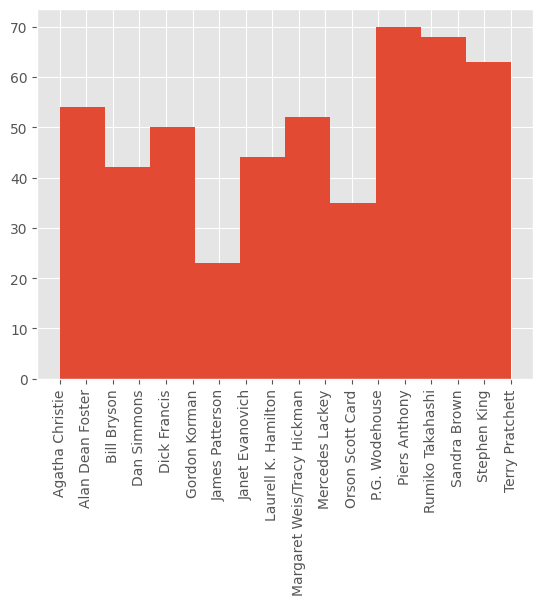 70
60
50
40
30
20
10
0
Agatha Christie
Alan Dean Foster
Bill Bryson
Dan Simmons
Dick Francis
Gordon Korman
James Patterson
Janet Evanovich
Laurell K. Hamilton
Margaret Weis/Tracy Hickman
Mercedes Lackey
Orson Scott Card
P.G. Wodehouse
Piers Anthony
Rumiko Takahashi
Sandra Brown
Stephen King
Terry Pratchett